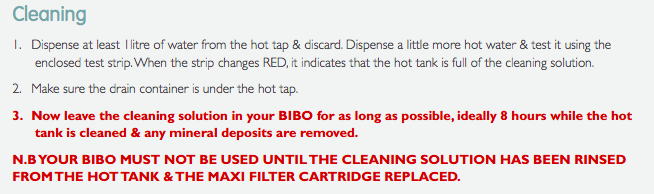 Cleaning
1. Dispense at least 1litre of water from the hot tap & discard. Dispense a little more hot water & test it using the
enclosed test strip. When the strip changes RED, it indicates that the hot tank is full of the cleaning solution.
2. Make sure the drain container is under the hot tap.
3. Now leave the cleaning solution in your BIBO for as long as possible, ideally 8 hours while the hot
tank is cleaned & any mineral deposits are removed.
N.B YOUR BIBO MUST NOT BE USED UNTIL THE CLEANING SOLUTION HAS BEEN RINSED
FROM THE HOT TANK & THE MAXI FILTER CARTRIDGE REPLACED.